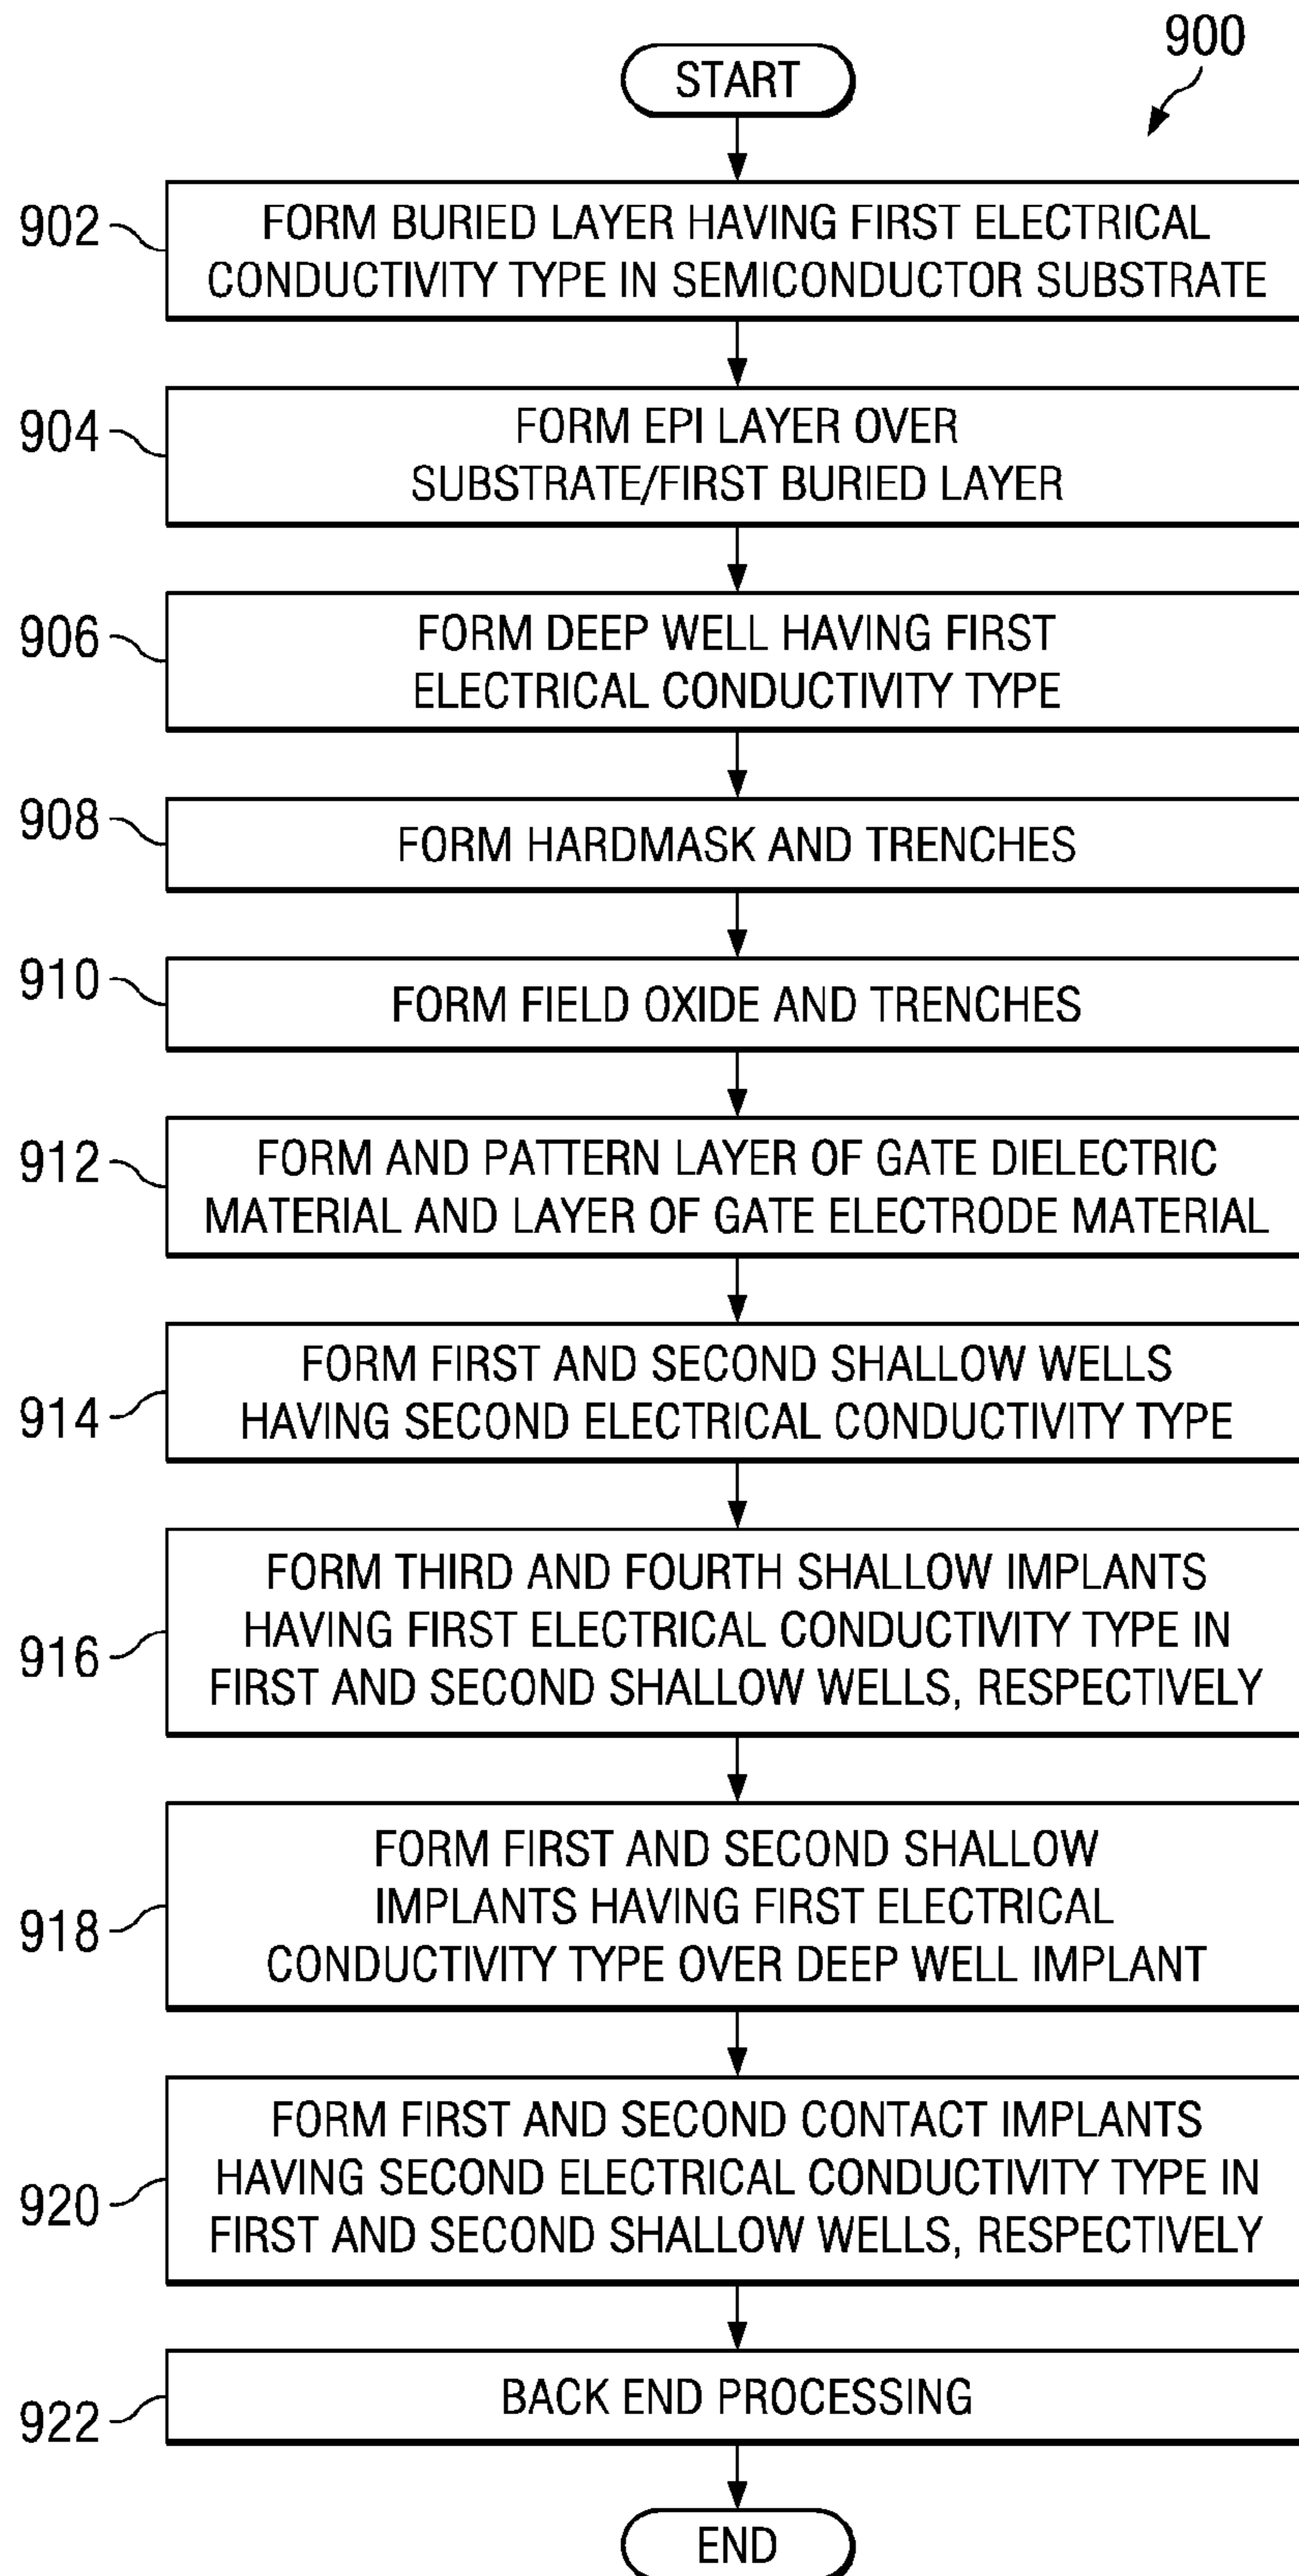 900
START
902
FORM BURIED LAYER HAVING FIRST ELECTRICAL
CONDUCTIVITY TYPE IN SEMICONDUCTOR SUBSTRATE
904
FORM EPI LAYER OVER
SUBSTRATE/FIRST BURIED LAYER
906
FORM DEEP WELL HAVING FIRST
ELECTRICAL CONDUCTIVITY TYPE
908
FORM HARDMASK AND TRENCHES
910
FORM FIELD OXIDE AND TRENCHES
912
FORM AND PATTERN LAYER OF GATE DIELECTRIC
MATERIAL AND LAYER OF GATE ELECTRODE MATERIAL
914
FORM FIRST AND SECOND SHALLOW WELLS
HAVING SECOND ELECTRICAL CONDUCTIVITY TYPE
916
FORM THIRD AND FOURTH SHALLOW IMPLANTS
HAVING FIRST ELECTRICAL CONDUCTIVITY TYPE IN
FIRST AND SECOND SHALLOW WELLS, RESPECTIVELY
918
FORM FIRST AND SECOND SHALLOW
IMPLANTS HAVING FIRST ELECTRICAL
CONDUCTIVITY TYPE OVER DEEP WELL IMPLANT
920
FORM FIRST AND SECOND CONTACT IMPLANTS
HAVING SECOND ELECTRICAL CONDUCTIVITY TYPE IN
FIRST AND SECOND SHALLOW WELLS, RESPECTIVELY
922
BACK END PROCESSING
END